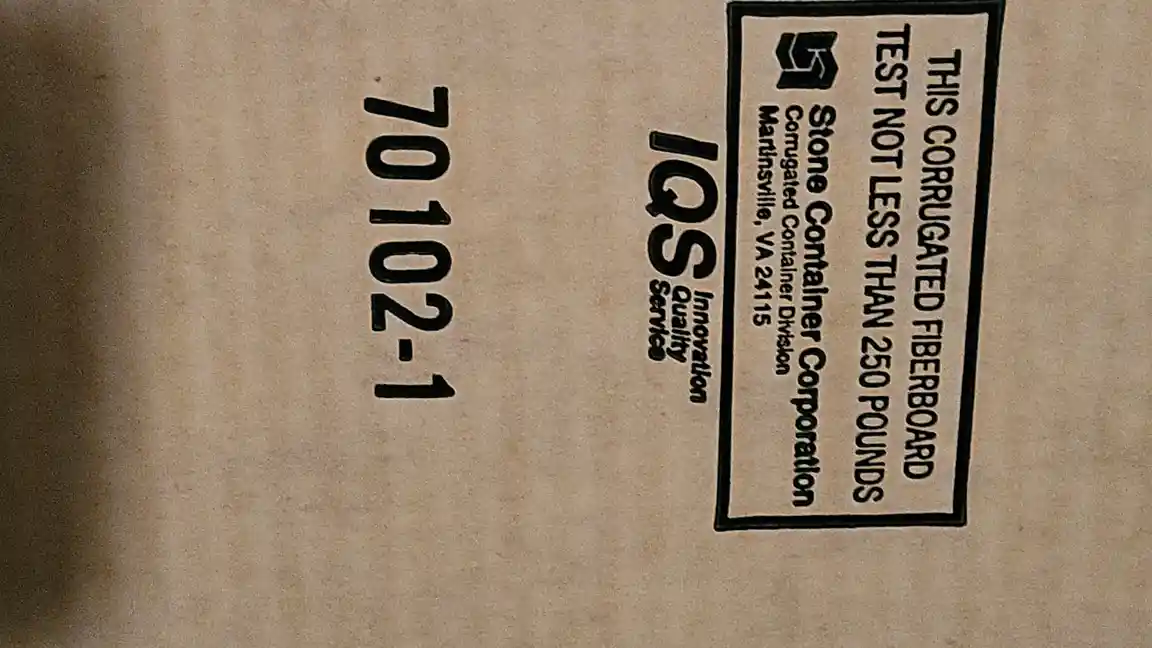 THIS CORRUGATED FIBERBOARD
TEST NOT LESS THAN 250 POUNDS
Stone Container Corporation
Corrugated Container Division
Martinsville, VA 24115
IQS Innovation
Quality
Service
70102-1